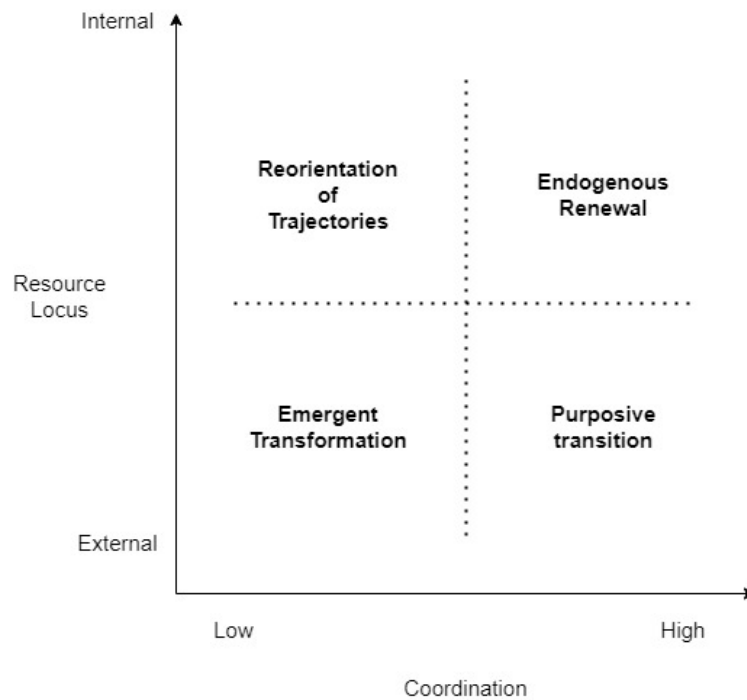 Internal
Reorientation
of
Trajectories
Endogenous
Renewal
Resource
Locus
Emergent
Transformation
Purposive
transition
External
Low
High
Coordination